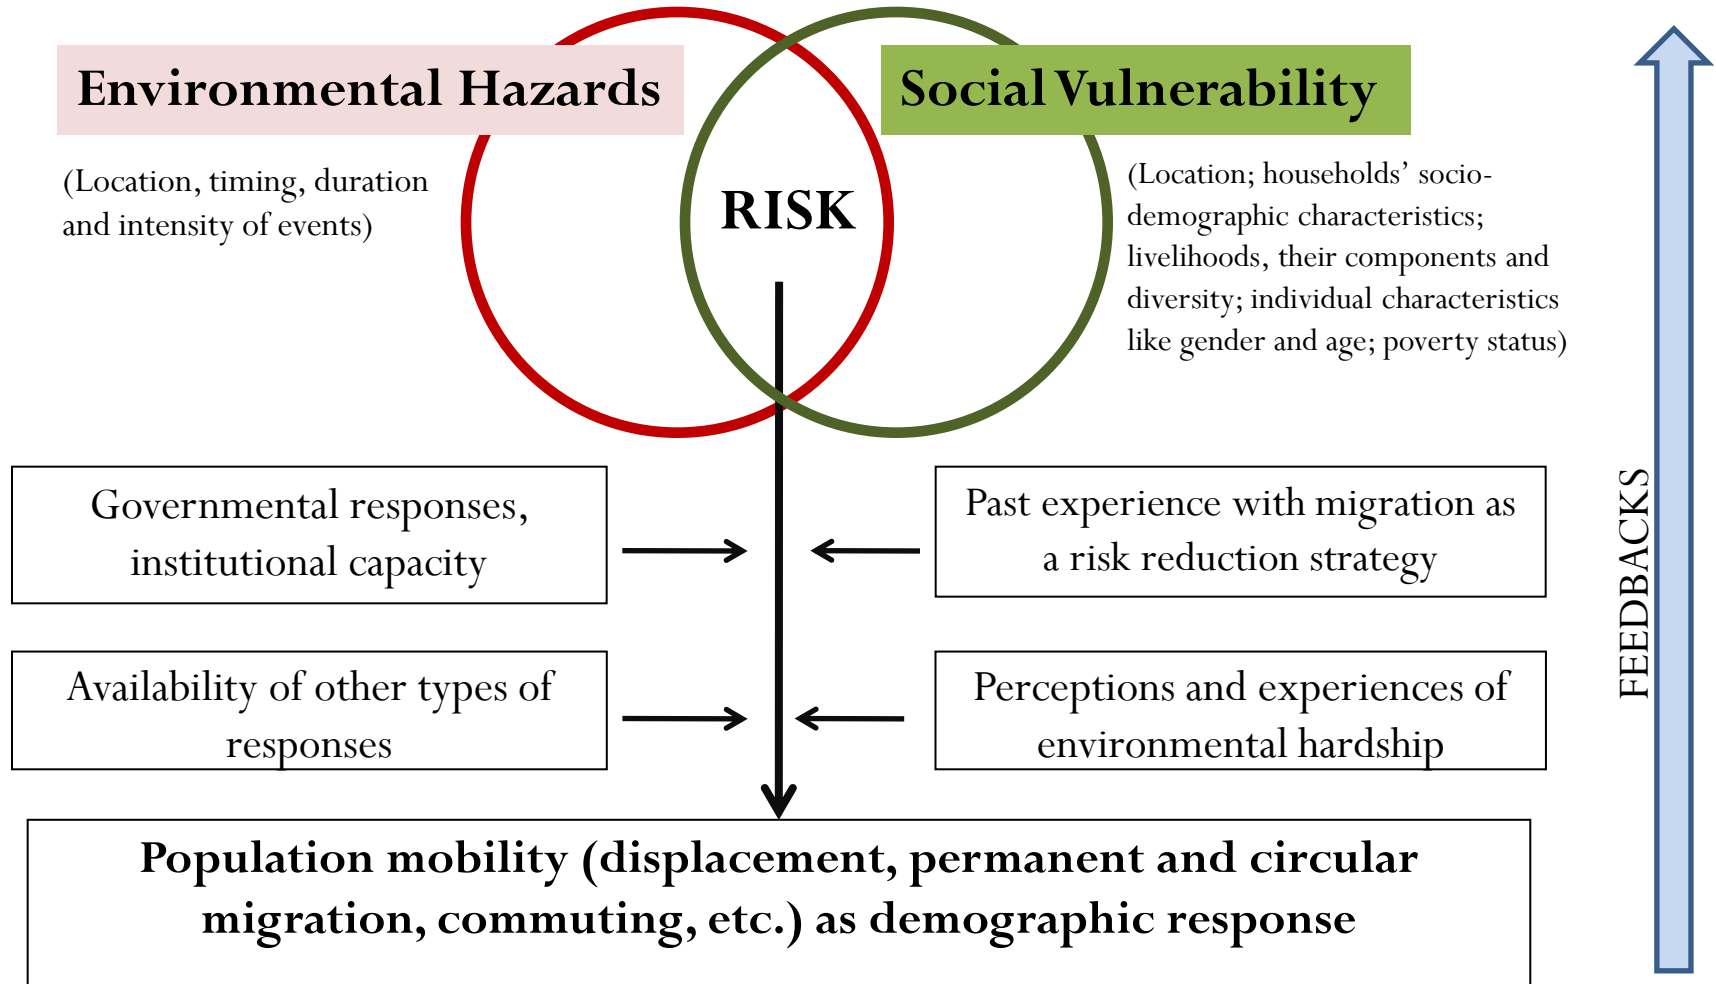 Environmental Hazards
Social Vulnerability
(Location, timing, duration
and intensity of events)
RISK
(Location; households’ socio-
demographic characteristics;
livelihoods, their components and
diversity; individual characteristics
like gender and age; poverty status)
Governmental responses,
institutional capacity
Past experience with migration as
a risk reduction strategy
Availability of other types of
responses
Perceptions and experiences of
environmental hardship
FEEDBACKS
Population mobility (displacement, permanent and circular
migration, commuting, etc.) as demographic response